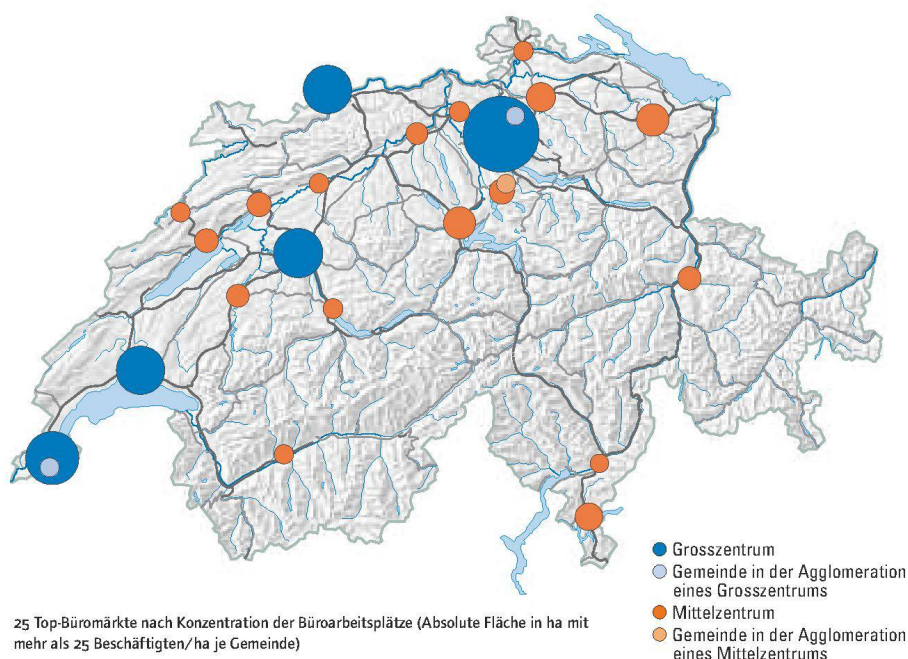 Grosszentrum
Gemeinde in der Agglomeration
eines Grosszentrums
Mittelzentrum
Gemeinde in der Agglomeration
eines Mittelzentrums
25 Top-Büromärkte nach Konzentration der Büroarbeitsplätze (Absolute Fläche in ha mit
mehr als 25 Beschäftigten/ha je Gemeinde)